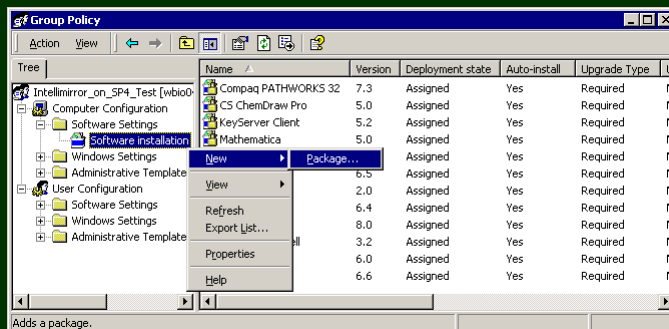 Group Policy
Action View
Tree
Name Version Deployment state Auto-install Upgrade Type
Intellimirror_on_SP4_Test [wbio0
Computer Configuration
Software Settings
Software installation
Windows Settings
Administrative Template
User Configuration
Software Settings
Windows Settings
Administrative Template
Compaq PATHWORKS 32 7.3 Assigned Yes Required
CS ChemDraw Pro 5.0 Assigned Yes Required
KeyServer Client 5.2 Assigned Yes Required
Mathematica 5.0 Assigned Yes Required
6.5 Assigned Yes Required
2.0 Assigned Yes Required
6.4 Assigned Yes Required
8.0 Assigned Yes Required
ell 3.2 Assigned Yes Required
6.0 Assigned Yes Required
6.6 Assigned Yes Required
New
Package...
View
Refresh
Export List...
Properties
Help
Adds a package.